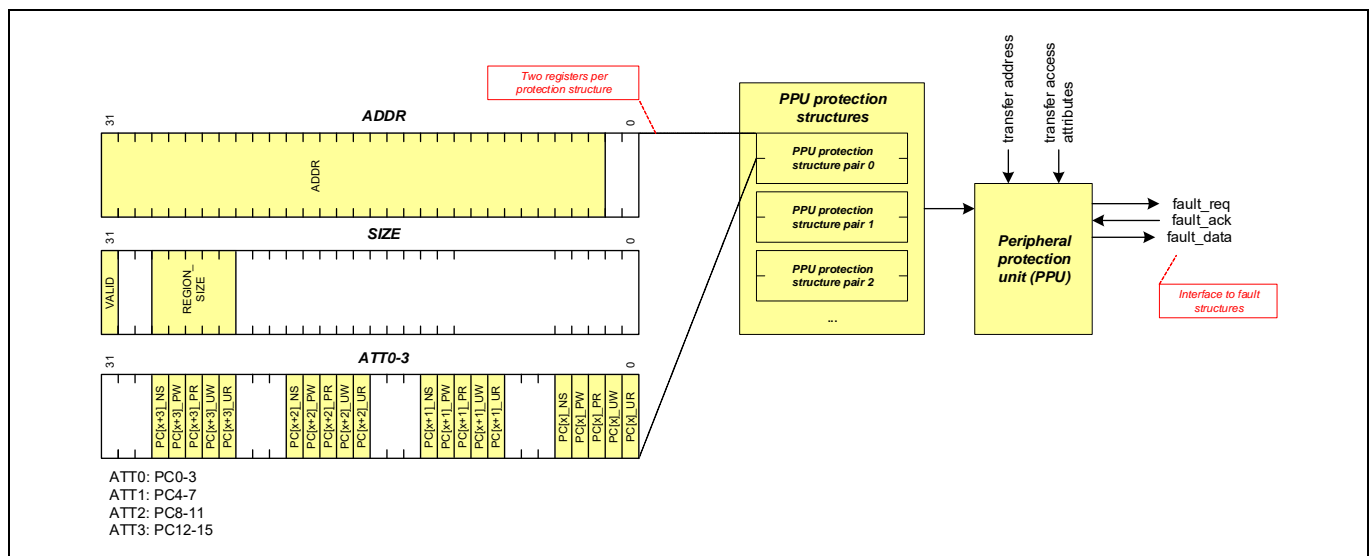 Two registers per
protection structure
ADDR
31
0
ADDR
SIZE
31
0
VALID
REGION_
SIZE
ATT0-3
31
0
PC[x+3]_NS
PC[x+3]_PW
PC[x+3]_PR
PC[x+3]_UW
PC[x+3]_UR
PC[x+2]_NS
PC[x+2]_PW
PC[x+2]_PR
PC[x+2]_UW
PC[x+2]_UR
PC[x+1]_NS
PC[x+1]_PW
PC[x+1]_PR
PC[x+1]_UW
PC[x+1]_UR
PC[x]_NS
PC[x]_PW
PC[x]_PR
PC[x]_UW
PC[x]_UR
ATT0: PC0-3
ATT1: PC4-7
ATT2: PC8-11
ATT3: PC12-15
PPU protection
structures
PPU protection
structure pair 0
PPU protection
structure pair 1
PPU protection
structure pair 2
...
transfer address
transfer access
attributes
Peripheral
protection
unit (PPU)
fault_req
fault_ack
fault_data
Interface to fault
structures